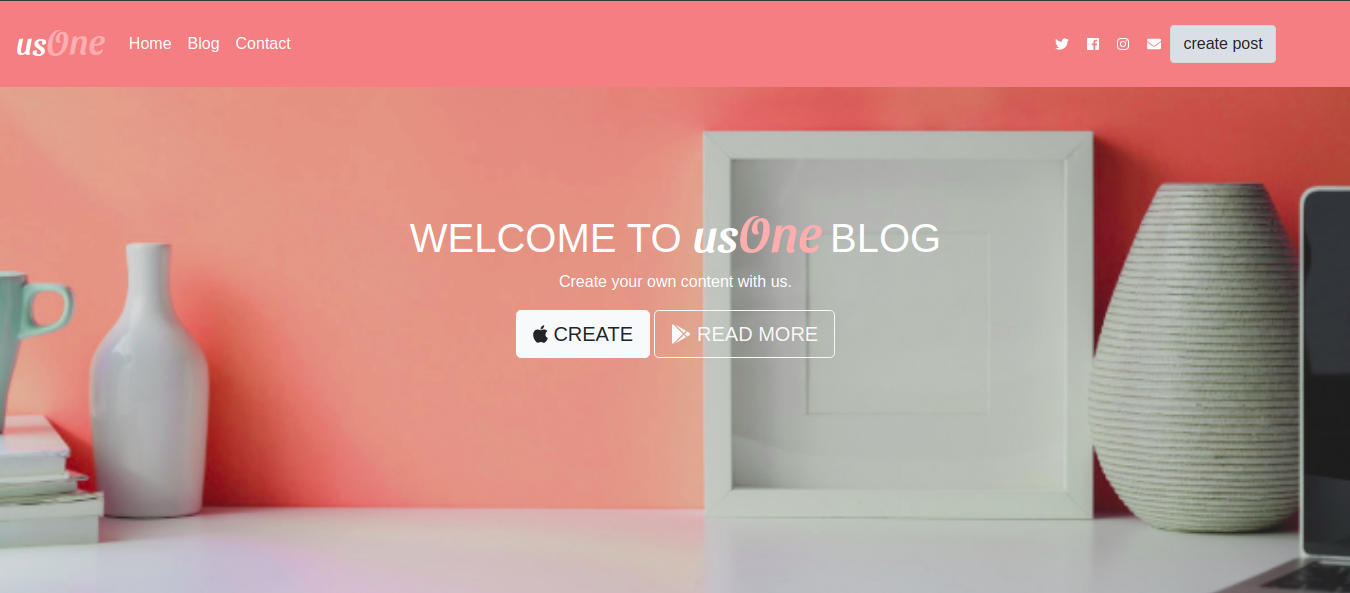 usOne Home Blog Contact create post
WELCOME TO usOne BLOG
Create your own content with us.
CREATE READ MORE